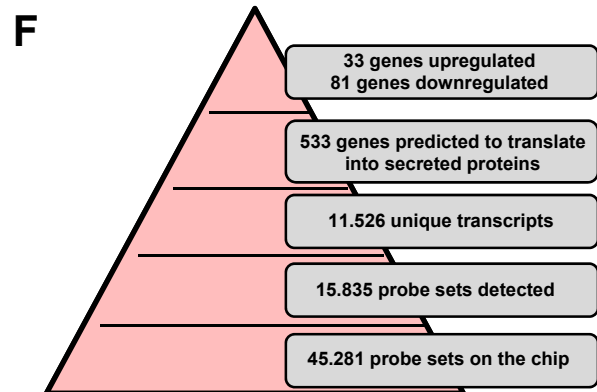 F
33 genes upregulated
81 genes downregulated
533 genes predicted to translate
into secreted proteins
11.526 unique transcripts
15.835 probe sets detected
45.281 probe sets on the chip